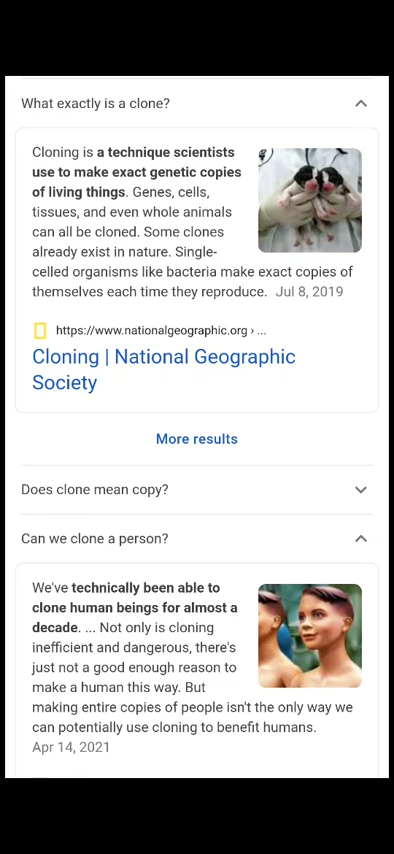 What exactly is a clone?
Cloning is a technique scientists
use to make exact genetic copies
of living things. Genes, cells,
tissues, and even whole animals
can all be cloned. Some clones
already exist in nature. Single-
celled organisms like bacteria make exact copies of
themselves each time they reproduce. Jul 8, 2019
https://www.nationalgeographic.org › ...
Cloning | National Geographic
Society
More results
Does clone mean copy?
Can we clone a person?
We've technically been able to
clone human beings for almost a
decade. ... Not only is cloning
inefficient and dangerous, there's
just not a good enough reason to
make a human this way. But
making entire copies of people isn't the only way we
can potentially use cloning to benefit humans.
Apr 14, 2021